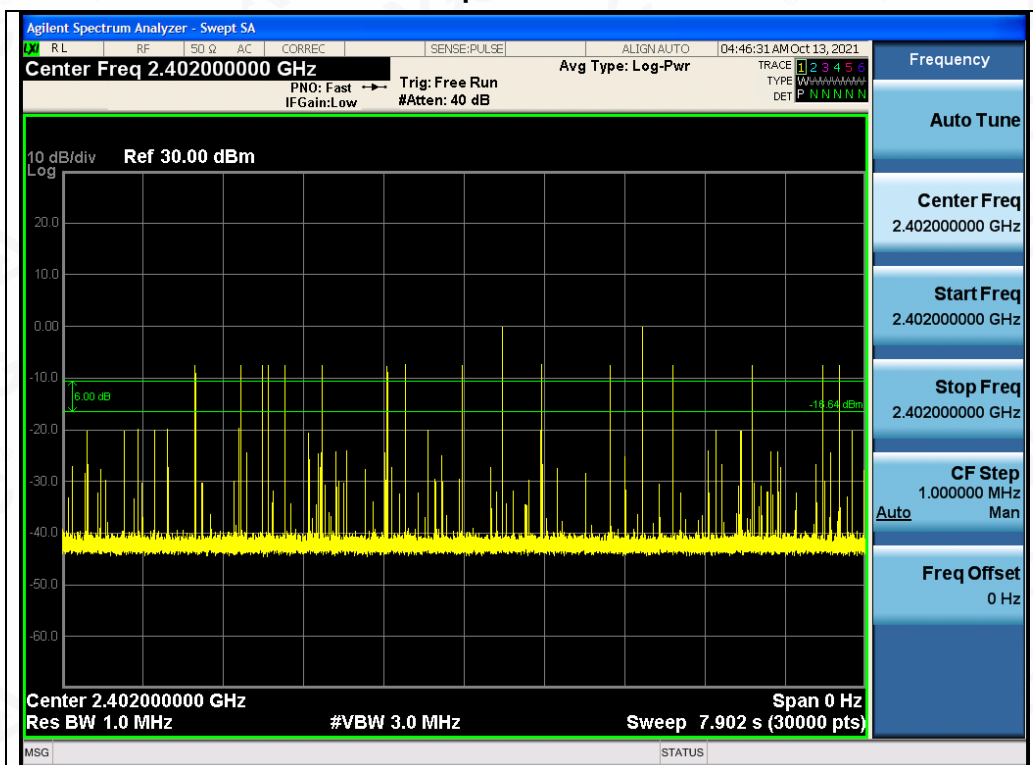 Agilent Spectrum Analyzer - Swept SA
LXI RL RF 50 Ω AC CORREC SENSE:PULSE ALIGN AUTO 04:46:31 AM Oct 13, 2021
Center Freq 2.402000000 GHz
PNO: Fast
IFGain:Low
Trig: Free Run
#Atten: 40 dB
Avg Type: Log-Pwr
TRACE 1 2 3 4 5 6
TYPE WWWWWW
DET P N N N N N
Frequency
Auto Tune
Center Freq
2.402000000 GHz
Start Freq
2.402000000 GHz
Stop Freq
2.402000000 GHz
CF Step
1.000000 MHz
Auto Man
Freq Offset
0 Hz
10 dB/div Ref 30.00 dBm
Log
20.0
10.0
0.00
-10.0
6.00 dB
-16.64 dBm
-20.0
-30.0
-40.0
-50.0
-60.0
Center 2.402000000 GHz Span 0 Hz
Res BW 1.0 MHz #VBW 3.0 MHz Sweep 7.902 s (30000 pts)
MSG STATUS